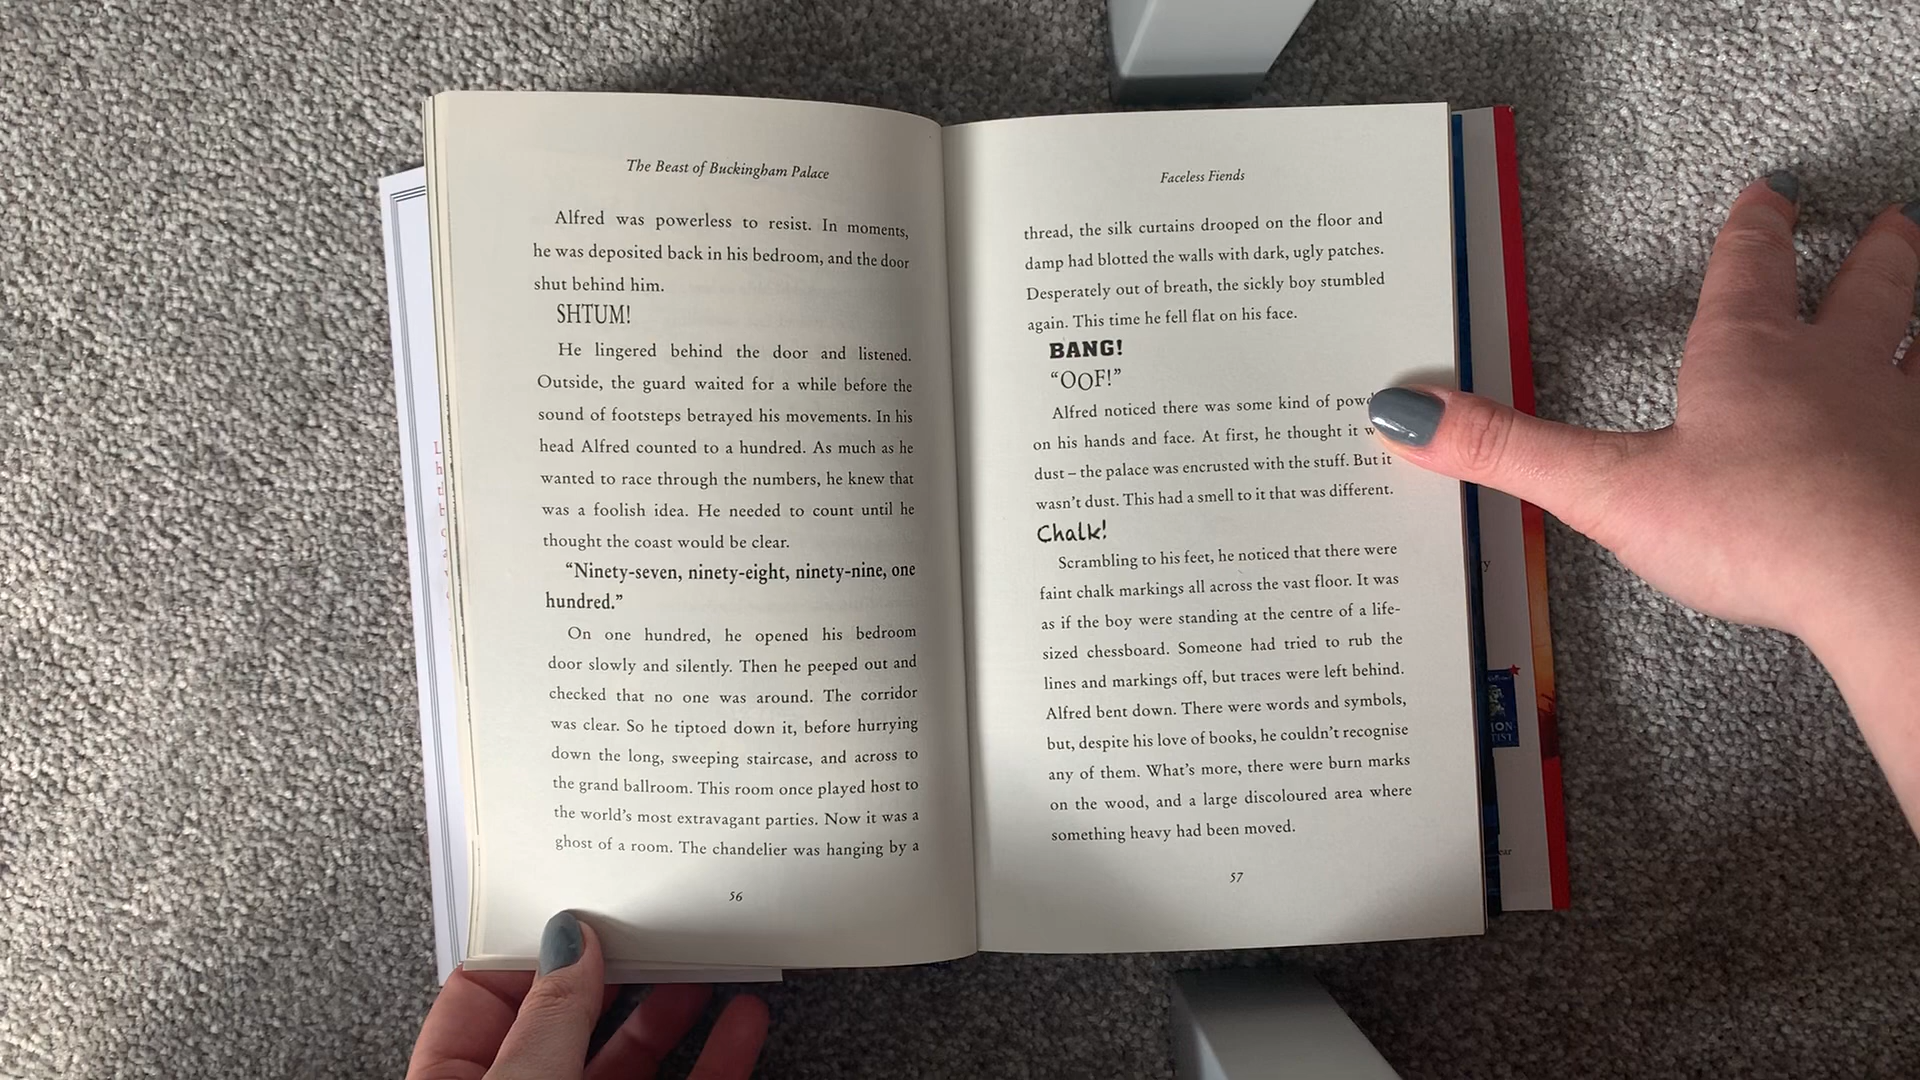 The Beast of Buckingham Palace
Alfred was powerless to resist. In moments,
he was deposited back in his bedroom, and the door
shut behind him.
SHTUM!
He lingered behind the door and listened.
Outside, the guard waited for a while before the
sound of footsteps betrayed his movements. In his
head Alfred counted to a hundred. As much as he
wanted to race through the numbers, he knew that
was a foolish idea. He needed to count until he
thought the coast would be clear.
“Ninety-seven, ninety-eight, ninety-nine, one
hundred.”
On one hundred, he opened his bedroom
door slowly and silently. Then he peeped out and
checked that no one was around. The corridor
was clear. So he tiptoed down it, before hurrying
down the long, sweeping staircase, and across to
the grand ballroom. This room once played host to
the world’s most extravagant parties. Now it was a
ghost of a room. The chandelier was hanging by a
56
Faceless Fiends
thread, the silk curtains drooped on the floor and
damp had blotted the walls with dark, ugly patches.
Desperately out of breath, the sickly boy stumbled
again. This time he fell flat on his face.
BANG!
“OOF!”
Alfred noticed there was some kind of
on his hands and face. At first, he thought it
dust – the palace was encrusted with the stuff. But it
wasn’t dust. This had a smell to it that was different.
Chalk!
Scrambling to his feet, he noticed that there were
faint chalk markings all across the vast floor. It was
as if the boy were standing at the centre of a life-
sized chessboard. Someone had tried to rub the
lines and markings off, but traces were left behind.
Alfred bent down. There were words and symbols,
but, despite his love of books, he couldn’t recognise
any of them. What’s more, there were burn marks
on the wood, and a large discoloured area where
something heavy had been moved.
57